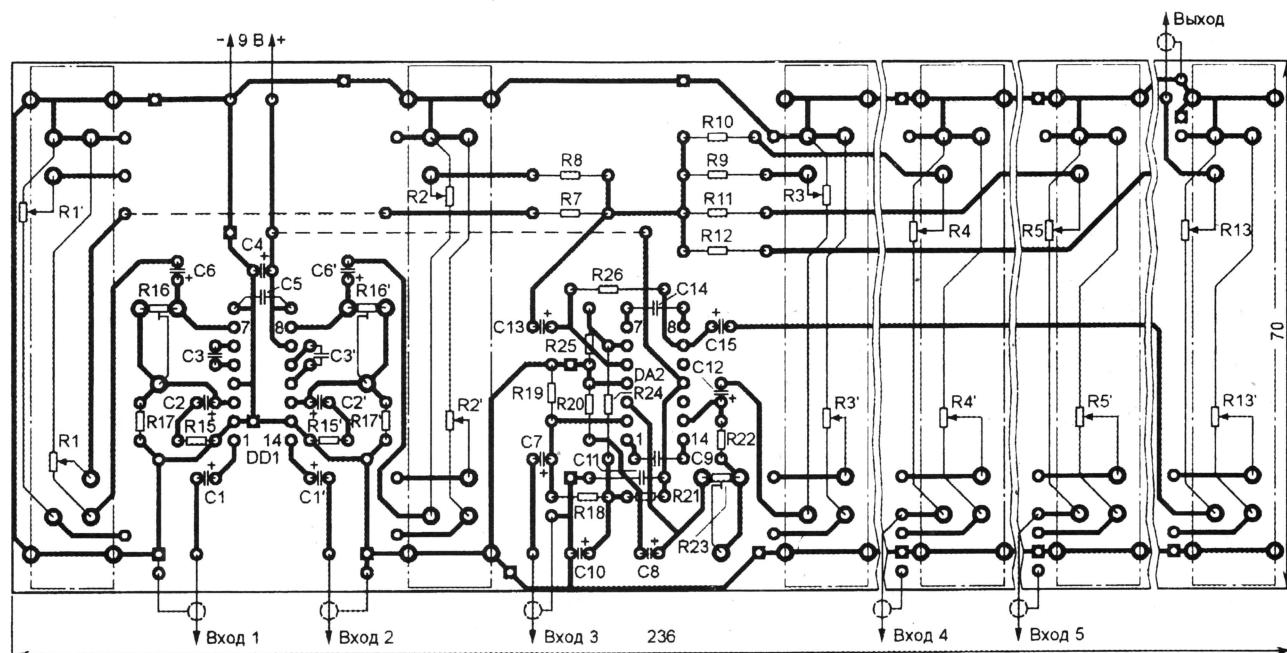 Выход
- 9 В +
R10
R8
R9
R2
R3
R1'
R7
R11
R4
R5
R13
R12
C4
C6
C6'
C5
R26
C14
R16
R16'
7
8
7
8
C13
C15
70
R25
C3
C3'
DA2
C12
R19
R20
R24
C2
C2'
R17
R15
R15'
R17'
R2'
R3'
R4'
R5'
R13'
R1
1
14
1
14
R22
DD1
C7
C11
C9
C1
C1'
R18
R21
R23
C10
C8
Вход 1
Вход 2
Вход 3
236
Вход 4
Вход 5